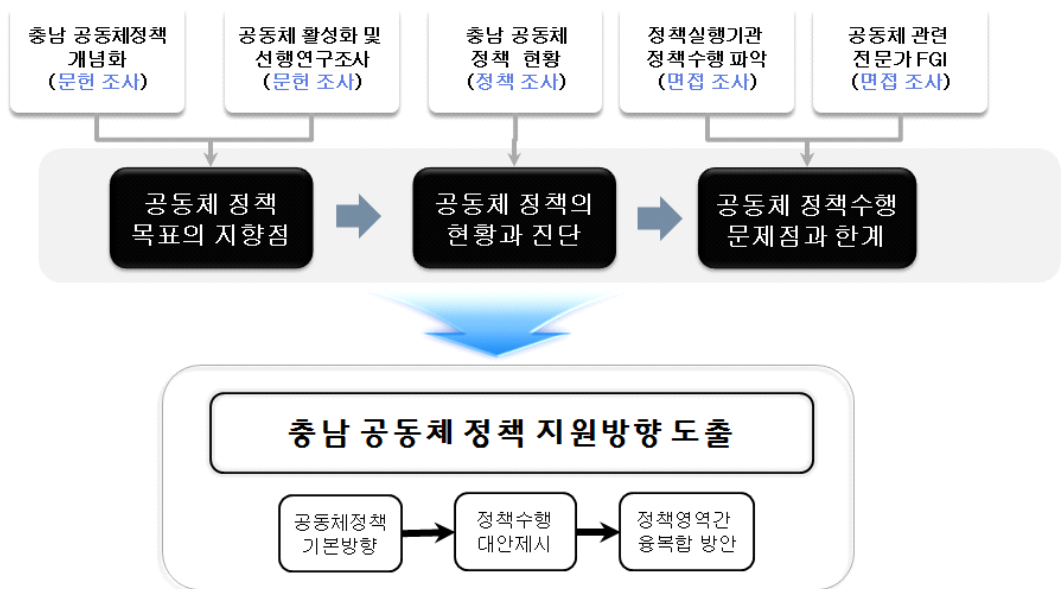 충남 공동체정책
개념화
(문헌 조사)
공동체 활성화 및
선행연구조사
(문헌 조사)
충남 공동체
정책 현황
(정책 조사)
정책실행기관
정책수행 파악
(면접 조사)
공동체 관련
전문가 FGI
(면접 조사)
공동체 정책
목표의 지향점
공동체 정책의
현황과 진단
공동체 정책수행
문제점과 한계
충남 공동체 정책 지원방향 도출
공동체정책
기본방향
정책수행
대안제시
정책영역간
융복합 방안